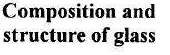 Composition and
structure of glass